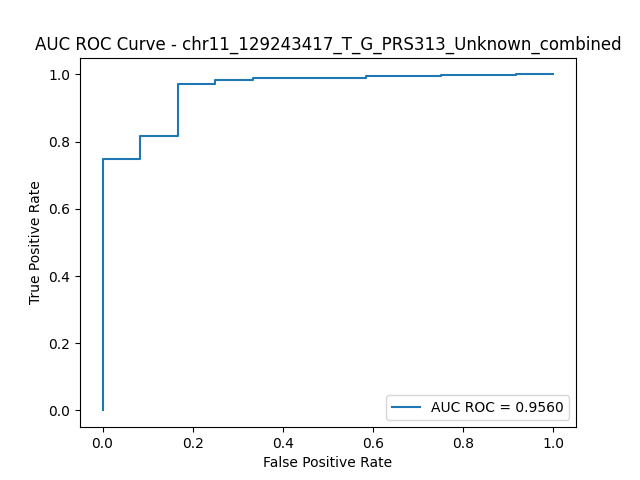 AUC ROC Curve - chr11_129243417_T_G_PRS313_Unknown_combined
1.0
0.8
0.6
0.4
0.2
0.0
True Positive Rate
AUC ROC = 0.9560
0.0 0.2 0.4 0.6 0.8 1.0
False Positive Rate